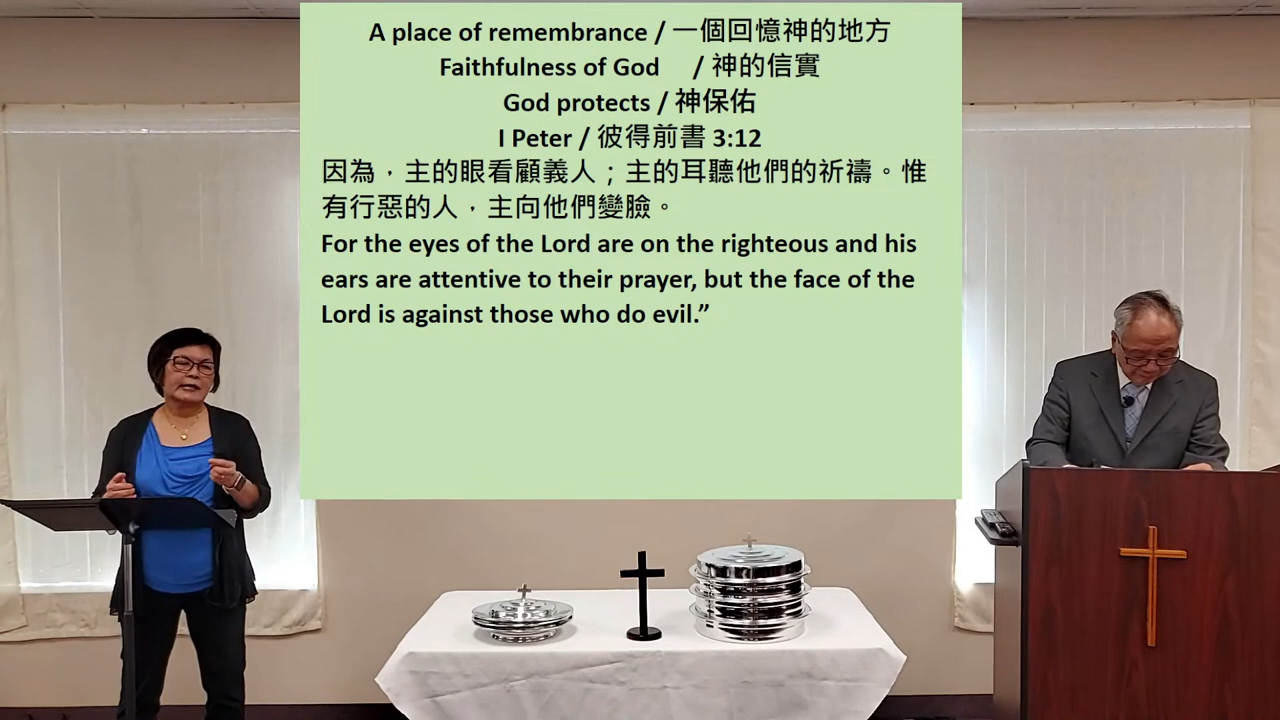 A place of remembrance / 一個回憶神的地方
Faithfulness of God / 神的信實
God protects / 神保佑
I Peter / 彼得前書 3:12
因為，主的眼看顧義人；主的耳聽他們的祈禱。惟
有行惡的人，主向他們變臉。
For the eyes of the Lord are on the righteous and his
ears are attentive to their prayer, but the face of the
Lord is against those who do evil.”